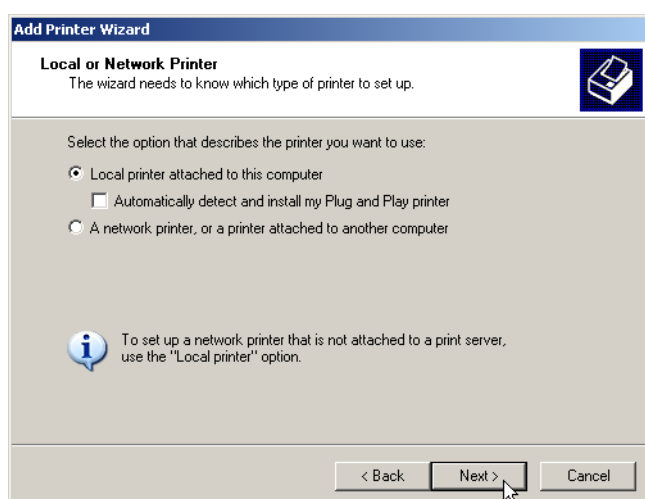 Add Printer Wizard
Local or Network Printer
The wizard needs to know which type of printer to set up.
Select the option that describes the printer you want to use:
Local printer attached to this computer
Automatically detect and install my Plug and Play printer
A network printer, or a printer attached to another computer
To set up a network printer that is not attached to a print server,
use the "Local printer" option.
< Back
Next >
Cancel